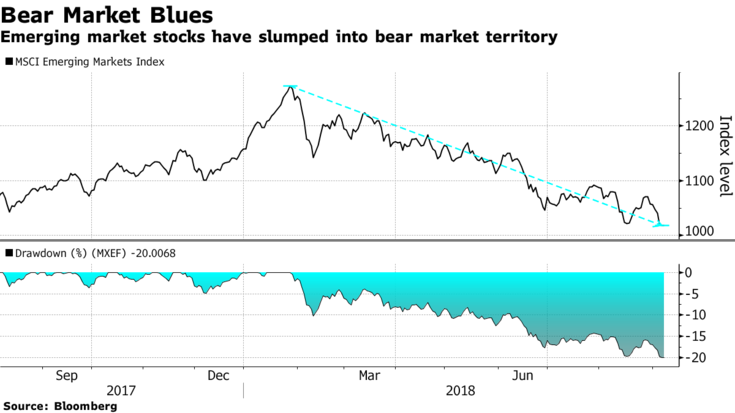 Bear Market Blues
Emerging market stocks have slumped into bear market territory
MSCI Emerging Markets Index
1200
1100
1000
Index level
Drawdown (%) (MXEF) -20.0068
-0
-5
-10
-15
-20
Sep Dec Mar Jun
2017 2018
Source: Bloomberg